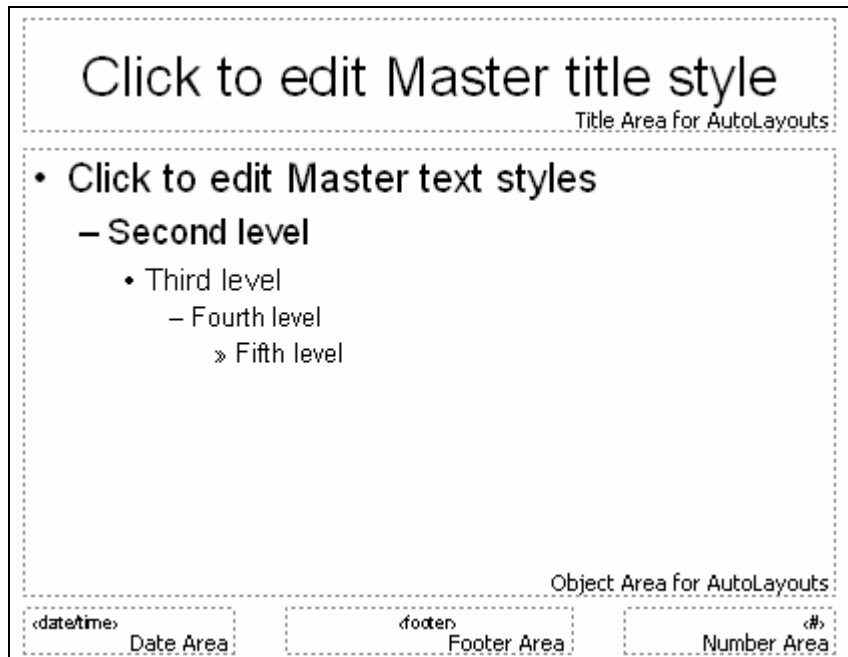 Click to edit Master title style
Title Area for AutoLayouts
• Click to edit Master text styles
– Second level
• Third level
– Fourth level
» Fifth level
Object Area for AutoLayouts
‹date/time›
Date Area
‹footer›
Footer Area
‹#›
Number Area